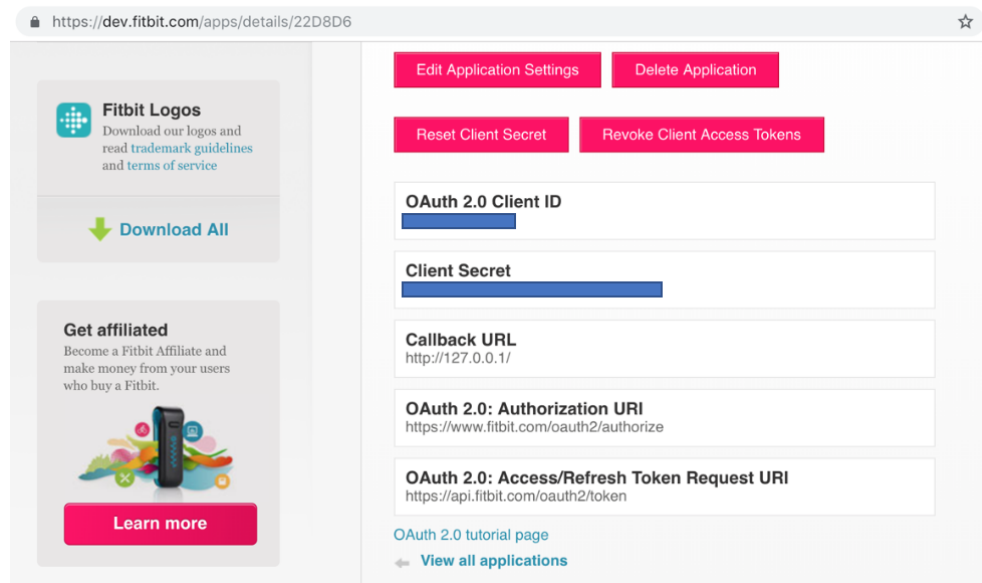 https://dev.fitbit.com/apps/details/22D8D6
Fitbit Logos
Download our logos and
read trademark guidelines
and terms of service
Download All
Get affiliated
Become a Fitbit Affiliate and
make money from your users
who buy a Fitbit.
Learn more
Edit Application Settings
Delete Application
Reset Client Secret
Revoke Client Access Tokens
OAuth 2.0 Client ID
Client Secret
Callback URL
http://127.0.0.1/
OAuth 2.0: Authorization URI
https://www.fitbit.com/oauth2/authorize
OAuth 2.0: Access/Refresh Token Request URI
https://api.fitbit.com/oauth2/token
OAuth 2.0 tutorial page
View all applications